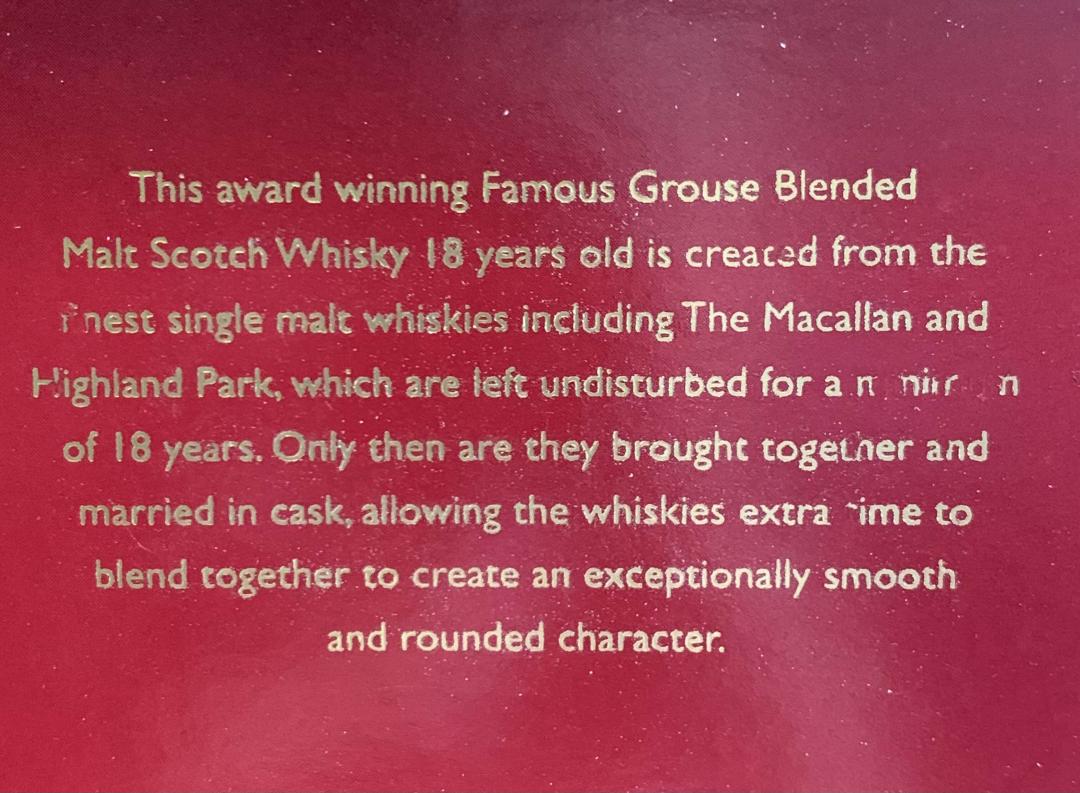 This award winning Famous Grouse Blended
Malt Scotch Whisky 18 years old is created from the
finest single malt whiskies including The Macallan and
Highland Park, which are left undisturbed for a
of 18 years. Only then are they brought together and
married in cask, allowing the whiskies extra time to
blend together to create an exceptionally smooth
and rounded character.